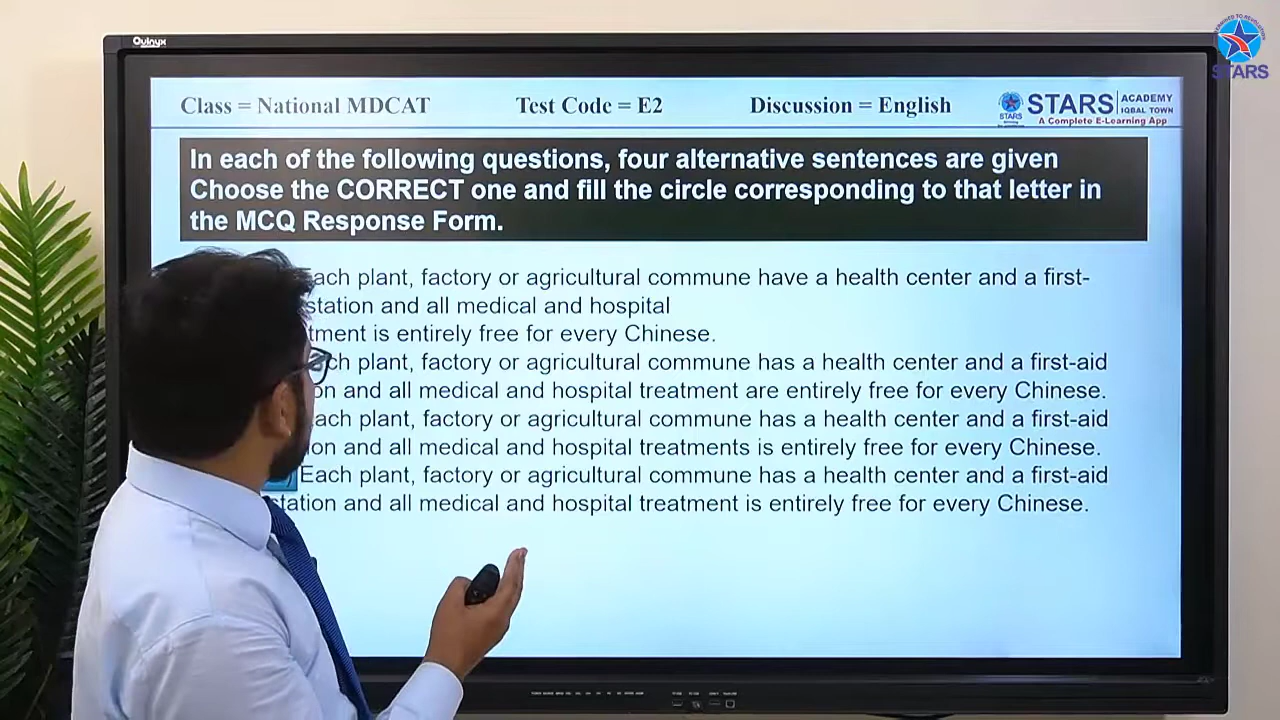 Quinyx
STARS
Class = National MDCAT Test Code = E2 Discussion = English
STARS ACADEMY
IQBAL TOWN
A Complete E-Learning App
STARS
In each of the following questions, four alternative sentences are given
Choose the CORRECT one and fill the circle corresponding to that letter in
the MCQ Response Form.
plant, factory or agricultural commune have a health center and a first-
station and all medical and hospital
is entirely free for every Chinese.
plant, factory or agricultural commune has a health center and a first-aid
and all medical and hospital treatment are entirely free for every Chinese.
plant, factory or agricultural commune has a health center and a first-aid
and all medical and hospital treatments is entirely free for every Chinese.
Each plant, factory or agricultural commune has a health center and a first-aid
station and all medical and hospital treatment is entirely free for every Chinese.